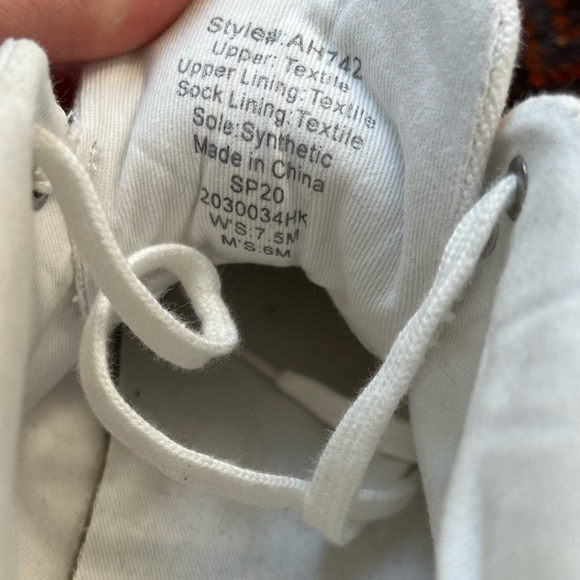 Style#:AH742
Upper: Textile
Upper Lining:Textile
Sock Lining:Textile
Sole:Synthetic
Made in China
SP20
2030034HK
W'S:7.5M
M'S:6M